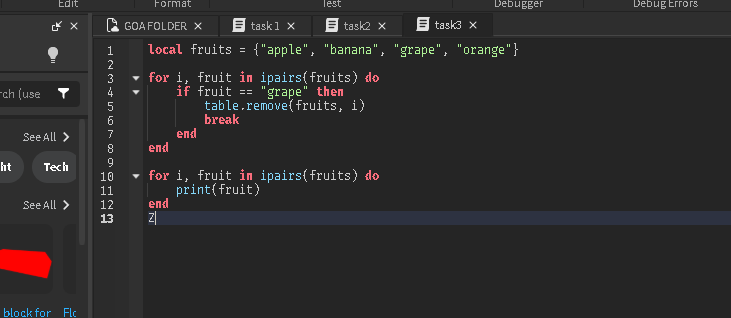 Edit Format Test Debugger Debug Errors
GOA FOLDER × task1 × task2 × task3 ×
1 local fruits = {"apple", "banana", "grape", "orange"}
2
3 for i, fruit in ipairs(fruits) do
4 if fruit == "grape" then
5 table.remove(fruits, i)
6 break
7 end
8 end
9
10 for i, fruit in ipairs(fruits) do
11 print(fruit)
12 end
13 Z
rch (use
See All >
ht Tech
See All >
block for Flo